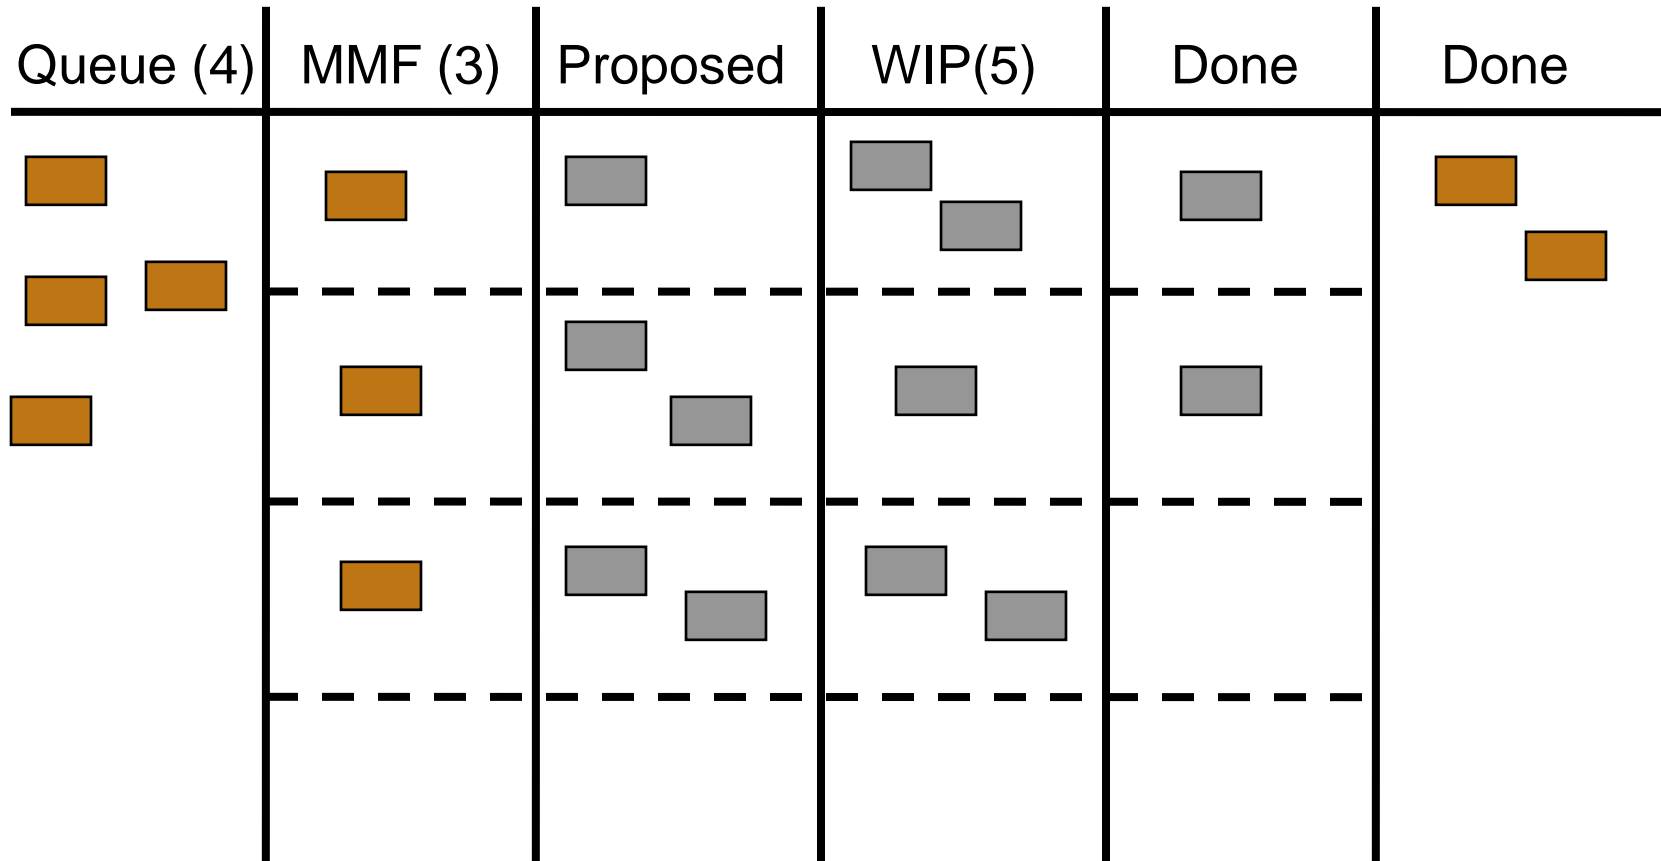 Queue (4) MMF (3) Proposed WIP(5) Done Done